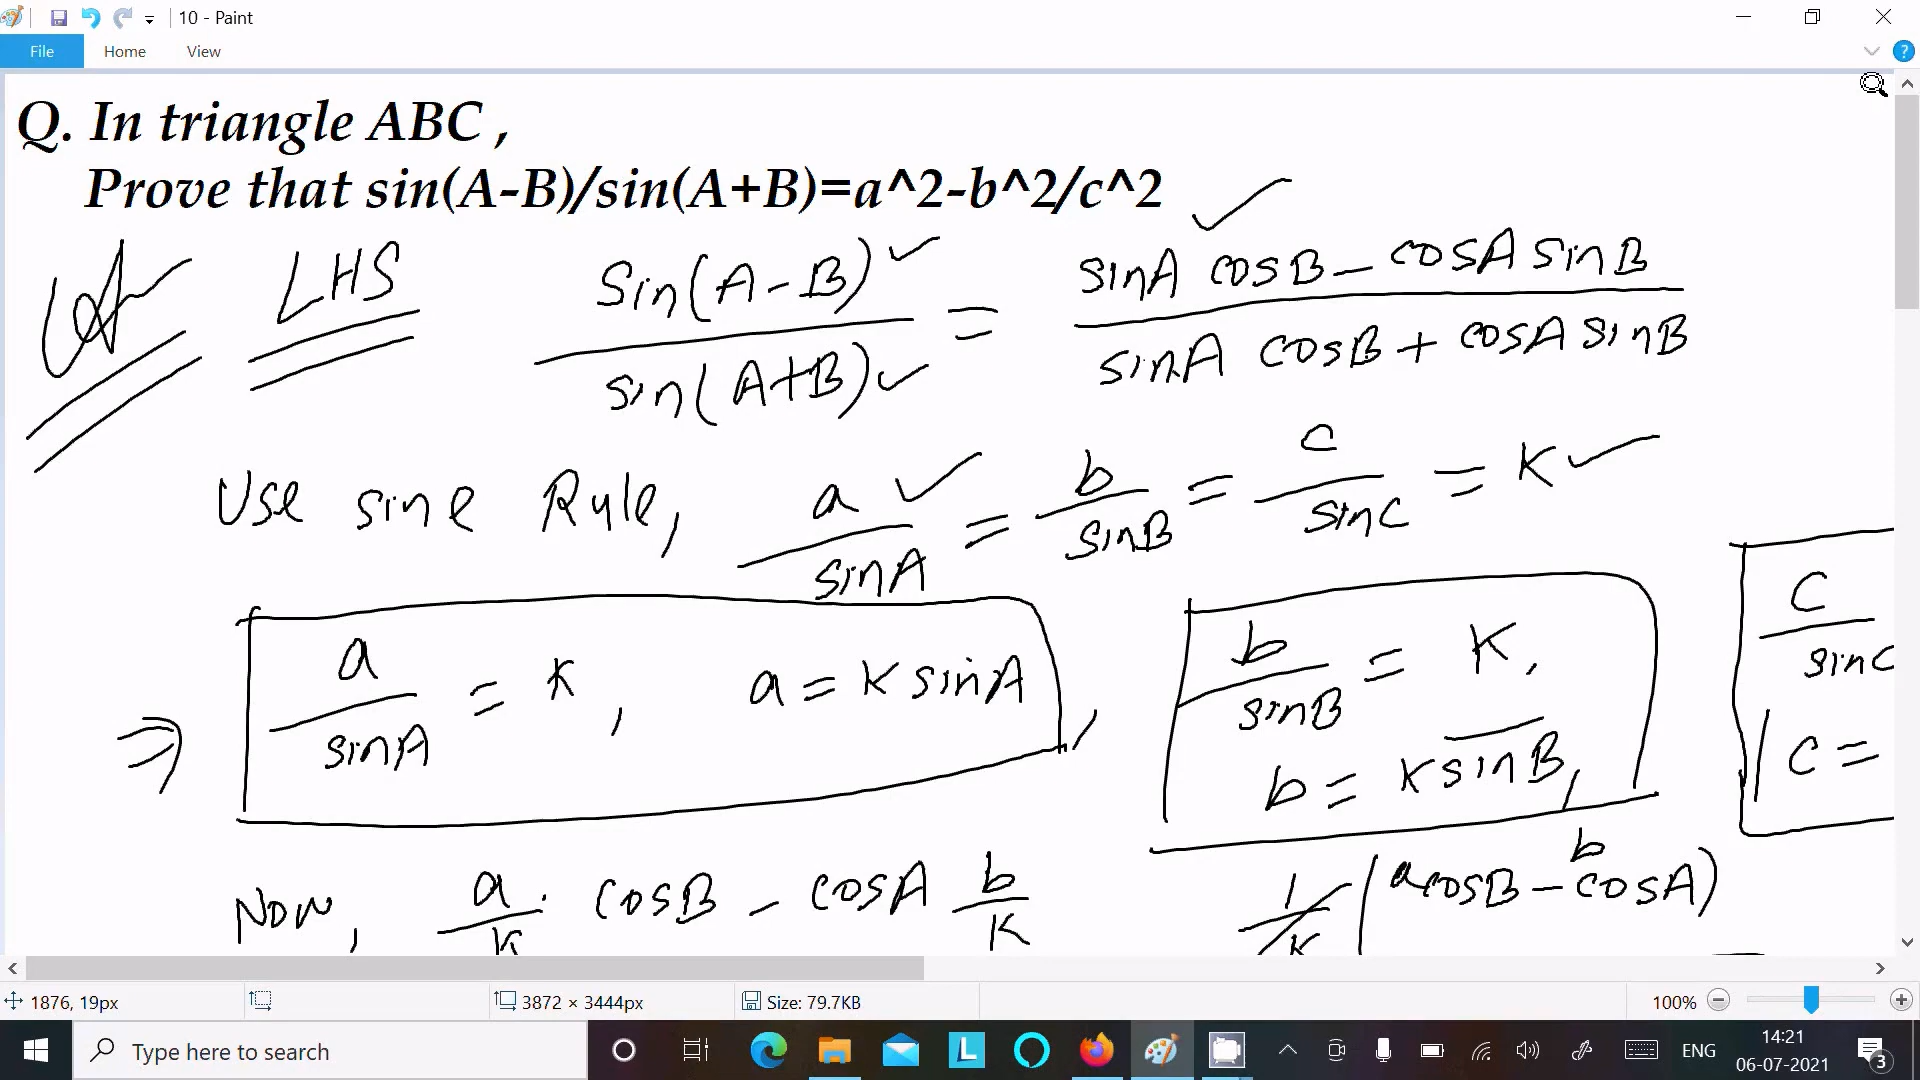 10 - Paint
File Home View
Q. In triangle ABC ,
Prove that sin(A-B)/sin(A+B)=a^2-b^2/c^2
LHS Sin(A-B) / sin(A+B) = sinA cosB - cosA sinB / sinA cosB + cosA sinB
Use sine Rule, a/sinA = b/sinB = c/sinC = K
⇒ a/sinA = K, a = K sinA, b/sinB = K, c/sinC
b = K sinB, c =
Now, a/K . cosB - cosA b/K 1/K (a cosB - b cosA)
1876, 19px 3872 × 3444px Size: 79.7KB 100%
Type here to search ENG 14:21
06-07-2021 3